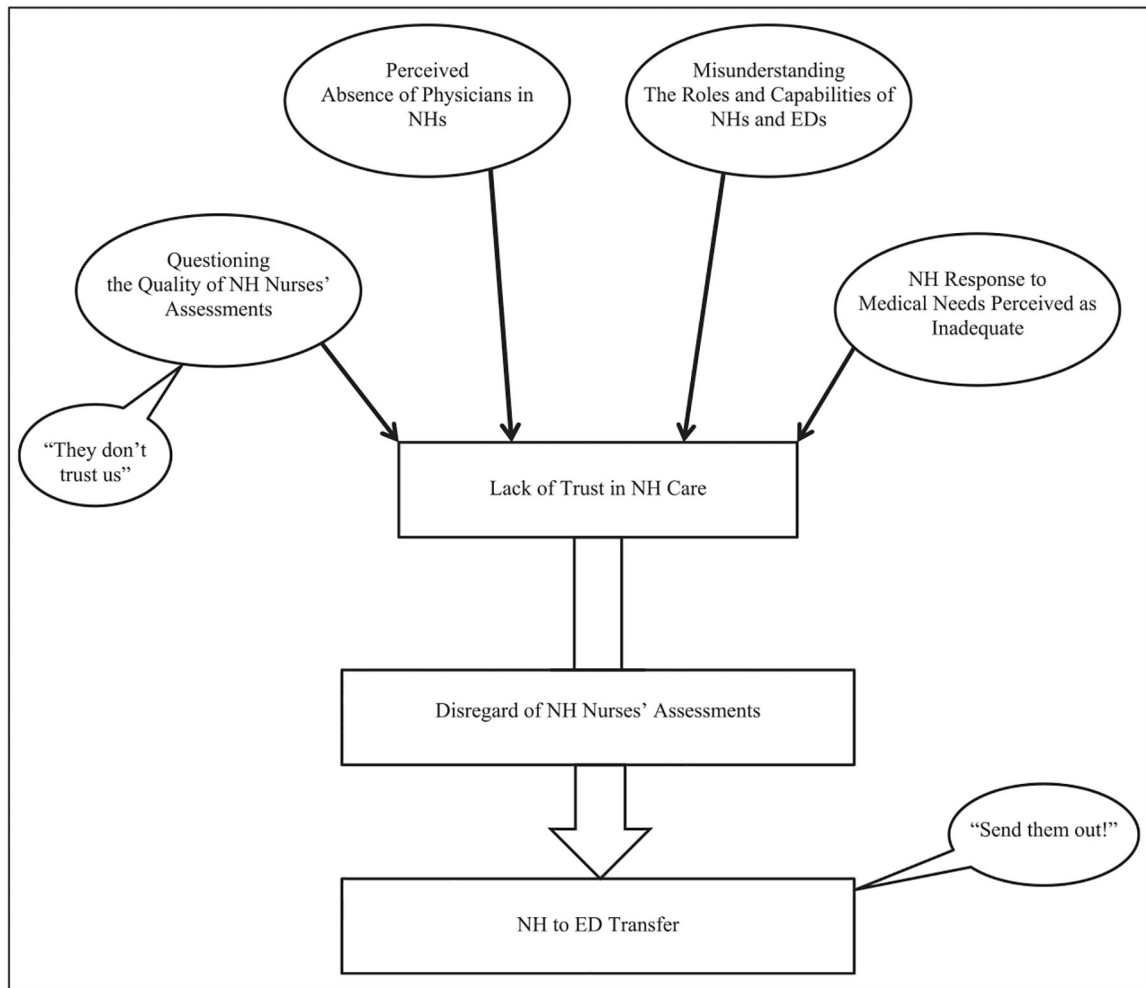 Perceived
Absence of Physicians in
NHs
Misunderstanding
The Roles and Capabilities of
NHs and EDs
Questioning
the Quality of NH Nurses’
Assessments
NH Response to
Medical Needs Perceived as
Inadequate
“They don’t
trust us”
Lack of Trust in NH Care
Disregard of NH Nurses’ Assessments
“Send them out!”
NH to ED Transfer